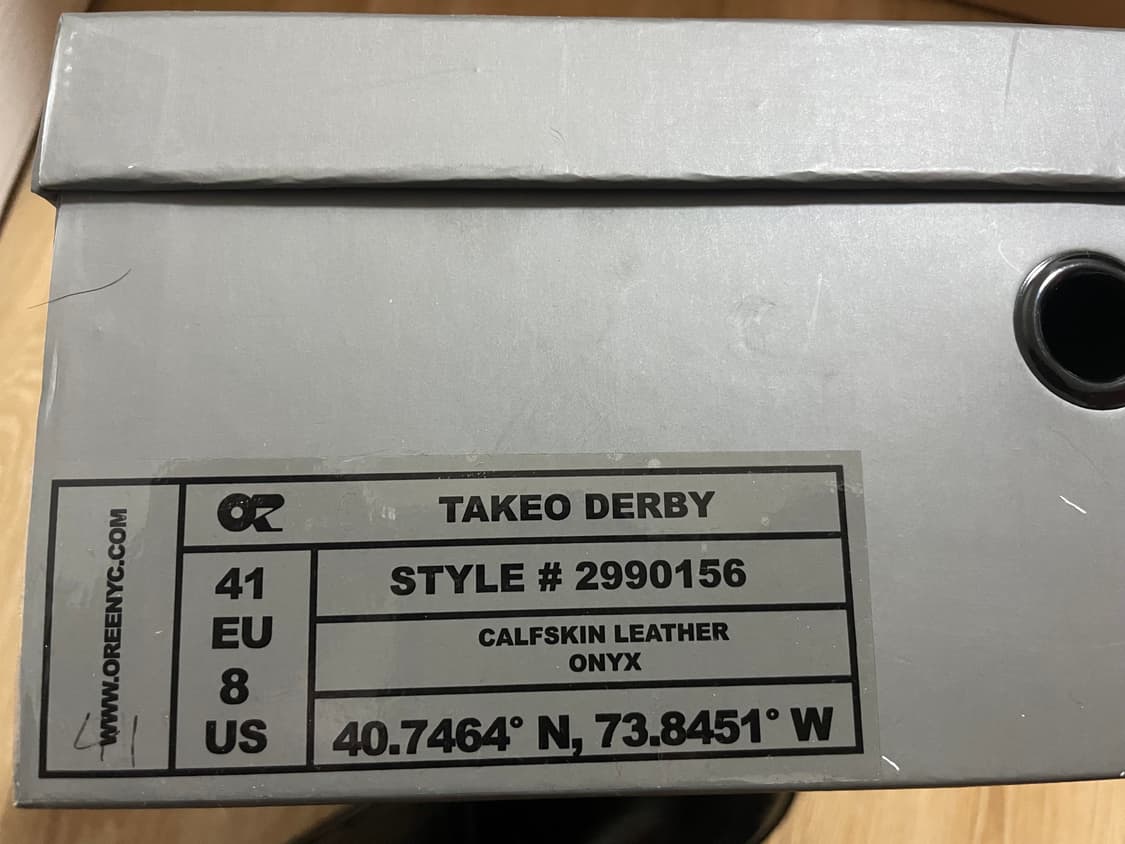 WWW.OREENYC.COM
41
OR
TAKEO DERBY
41
EU
8
US
STYLE # 2990156
CALFSKIN LEATHER
ONYX
40.7464° N, 73.8451° W